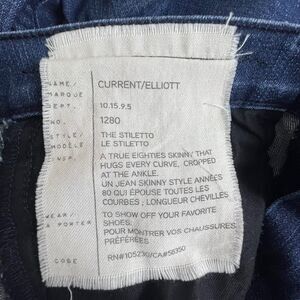 NAME/ CURRENT/ELLIOTT
MARQUE
DEPT. 10.15.9.5
NO. 1280
STYLE/ THE STILETTO
MODÈLE LE STILETTO
INSP. A TRUE EIGHTIES SKINNY THAT
HUGS EVERY CURVE, CROPPED
AT THE ANKLE.
UN JEAN SKINNY STYLE ANNÉES
80 QUI ÉPOUSE TOUTES LES
COURBES , LONGUEUR CHEVILLES
WEAR/ TO SHOW OFF YOUR FAVORITE
À PORTER SHOES.
POUR MONTRER VOS CHAUSSURES
PRÉFÉRÉES
CODE RN#105230/CA#56350